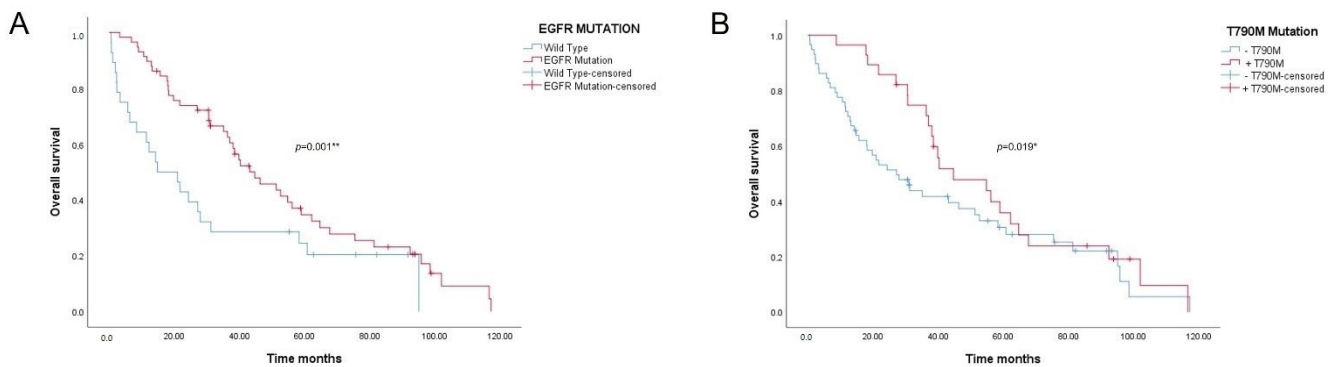 A
EGFR MUTATION
Wild Type
EGFR Mutation
Wild Type-censored
EGFR Mutation-censored
1.0
0.8
0.6
0.4
0.2
0.0
Overall survival
p=0.001**
0.0 20.00 40.00 60.00 80.00 100.00 120.00
Time months
B
T790M Mutation
- T790M
+ T790M
- T790M-censored
+ T790M-censored
1.0
0.8
0.6
0.4
0.2
0.0
Overall survival
p=0.019*
0.0 20.00 40.00 60.00 80.00 100.00 120.00
Time months